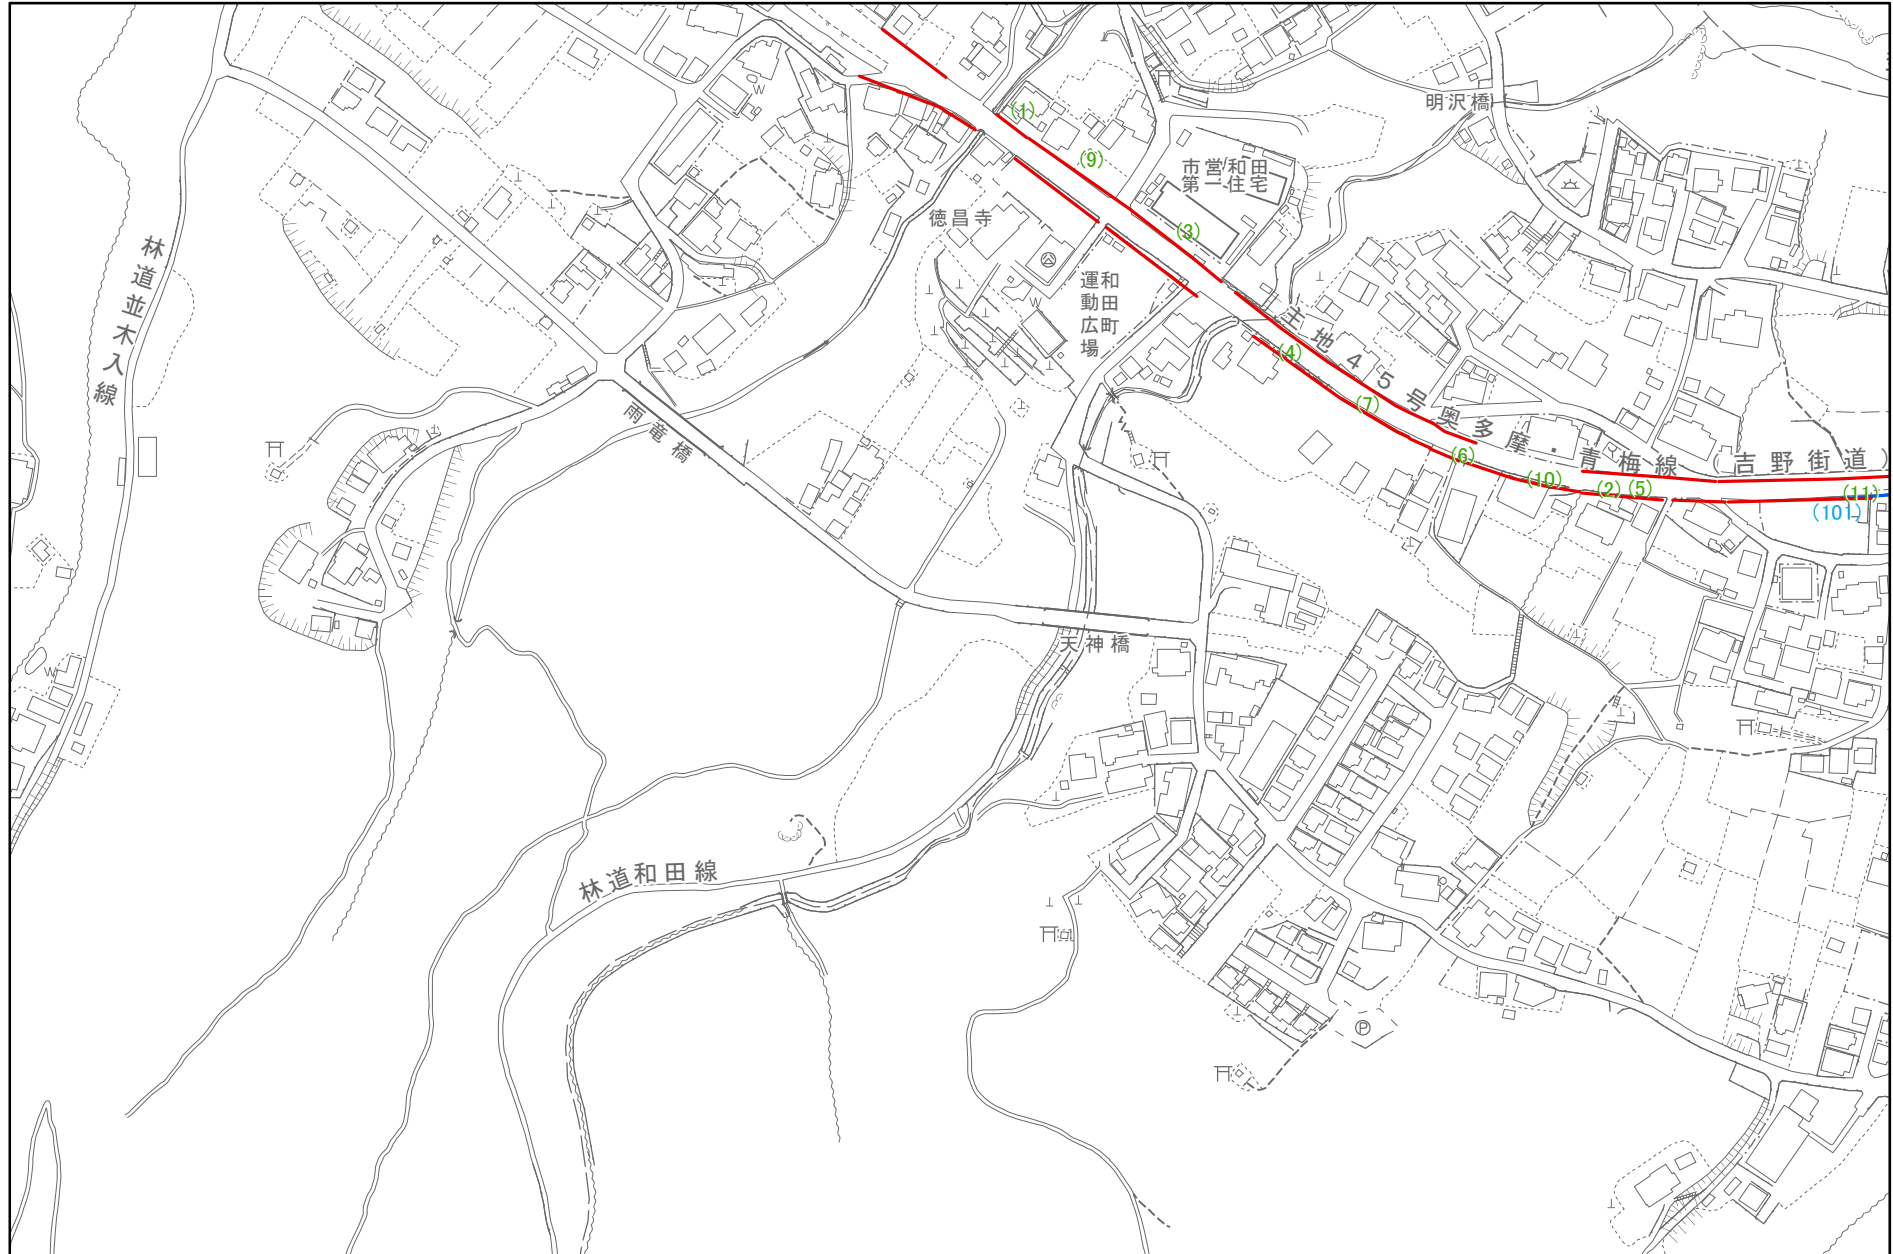 (1)
明沢橋
(9)
市営和田
第一住宅
徳昌寺
(3)
林道並木入線
和田町
運動広場
主地45号奥多摩・青梅線(吉野街道)
(4)
(7)
雨竜橋
(6)
(10)
(2)
(5)
(11)
(101)
天神橋
林道和田線
P